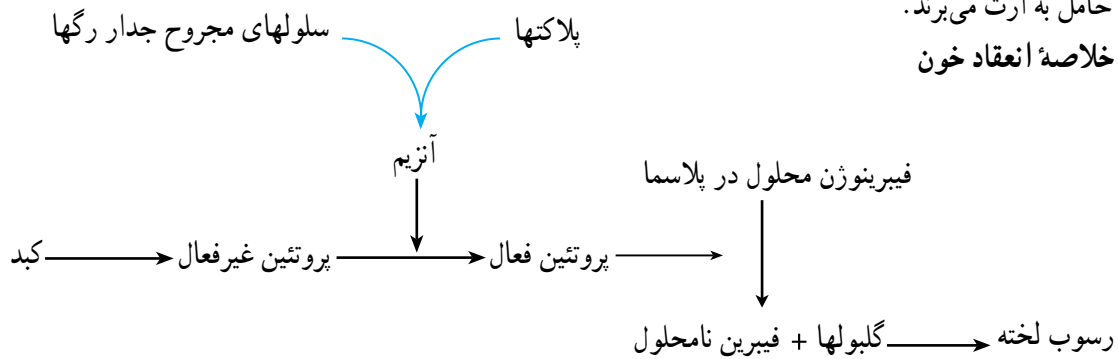 حامل به ارث می‌برند.
خلاصهٔ انعقاد خون
پلاکتها
سلولهای مجروح جدار رگها
آنزیم
فیبرینوژن محلول در پلاسما
کبد
پروتئین غیرفعال
پروتئین فعال
گلبولها + فیبرین نامحلول
رسوب لخته